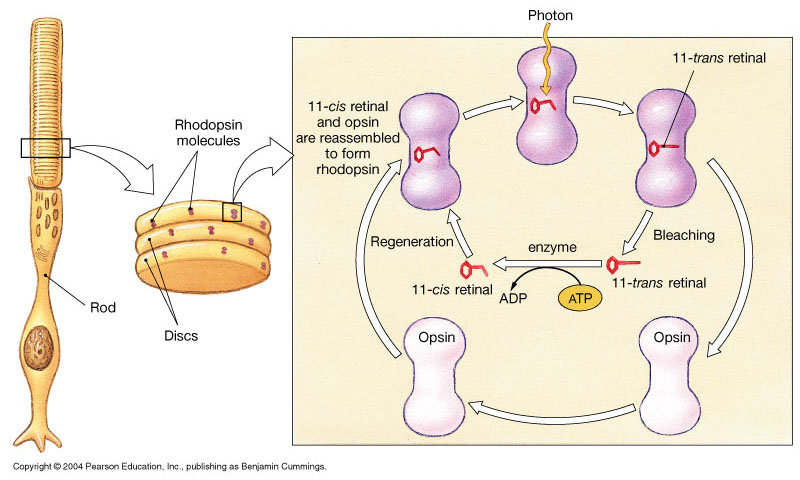 Photon
11-trans retinal
11-cis retinal
and opsin
are reassembled
to form
rhodopsin
Rhodopsin
molecules
Regeneration
enzyme
Bleaching
11-cis retinal
ADP
ATP
11-trans retinal
Rod
Discs
Opsin
Opsin
Copyright © 2004 Pearson Education, Inc., publishing as Benjamin Cummings.